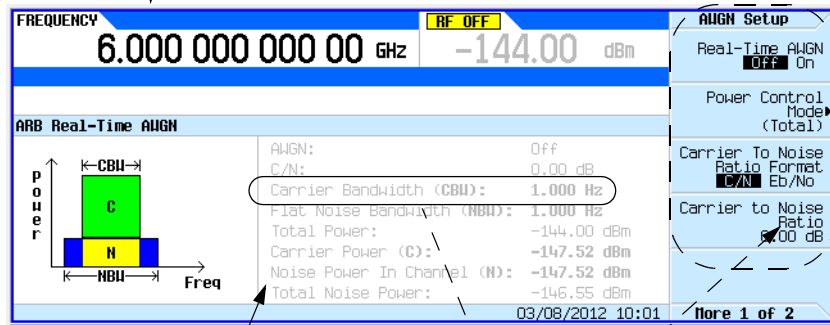 FREQUENCY
RF OFF
6.000 000 000 00 GHz
-144.00 dBm
ARB Real-Time AWGN
Power
CBW
C
N
NBW
Freq
AWGN: Off
C/N: 0.00 dB
Carrier Bandwidth (CBW): 1.000 Hz
Flat Noise Bandwidth (NBW): 1.000 Hz
Total Power: -144.00 dBm
Carrier Power (C): -147.52 dBm
Noise Power In Channel (N): -147.52 dBm
Total Noise Power: -146.55 dBm
03/08/2012 10:01
AWGN Setup
Real-Time AWGN
Off On
Power Control
Mode
(Total)
Carrier To Noise
Ratio Format
C/N Eb/No
Carrier to Noise
Ratio
0.00 dB
More 1 of 2